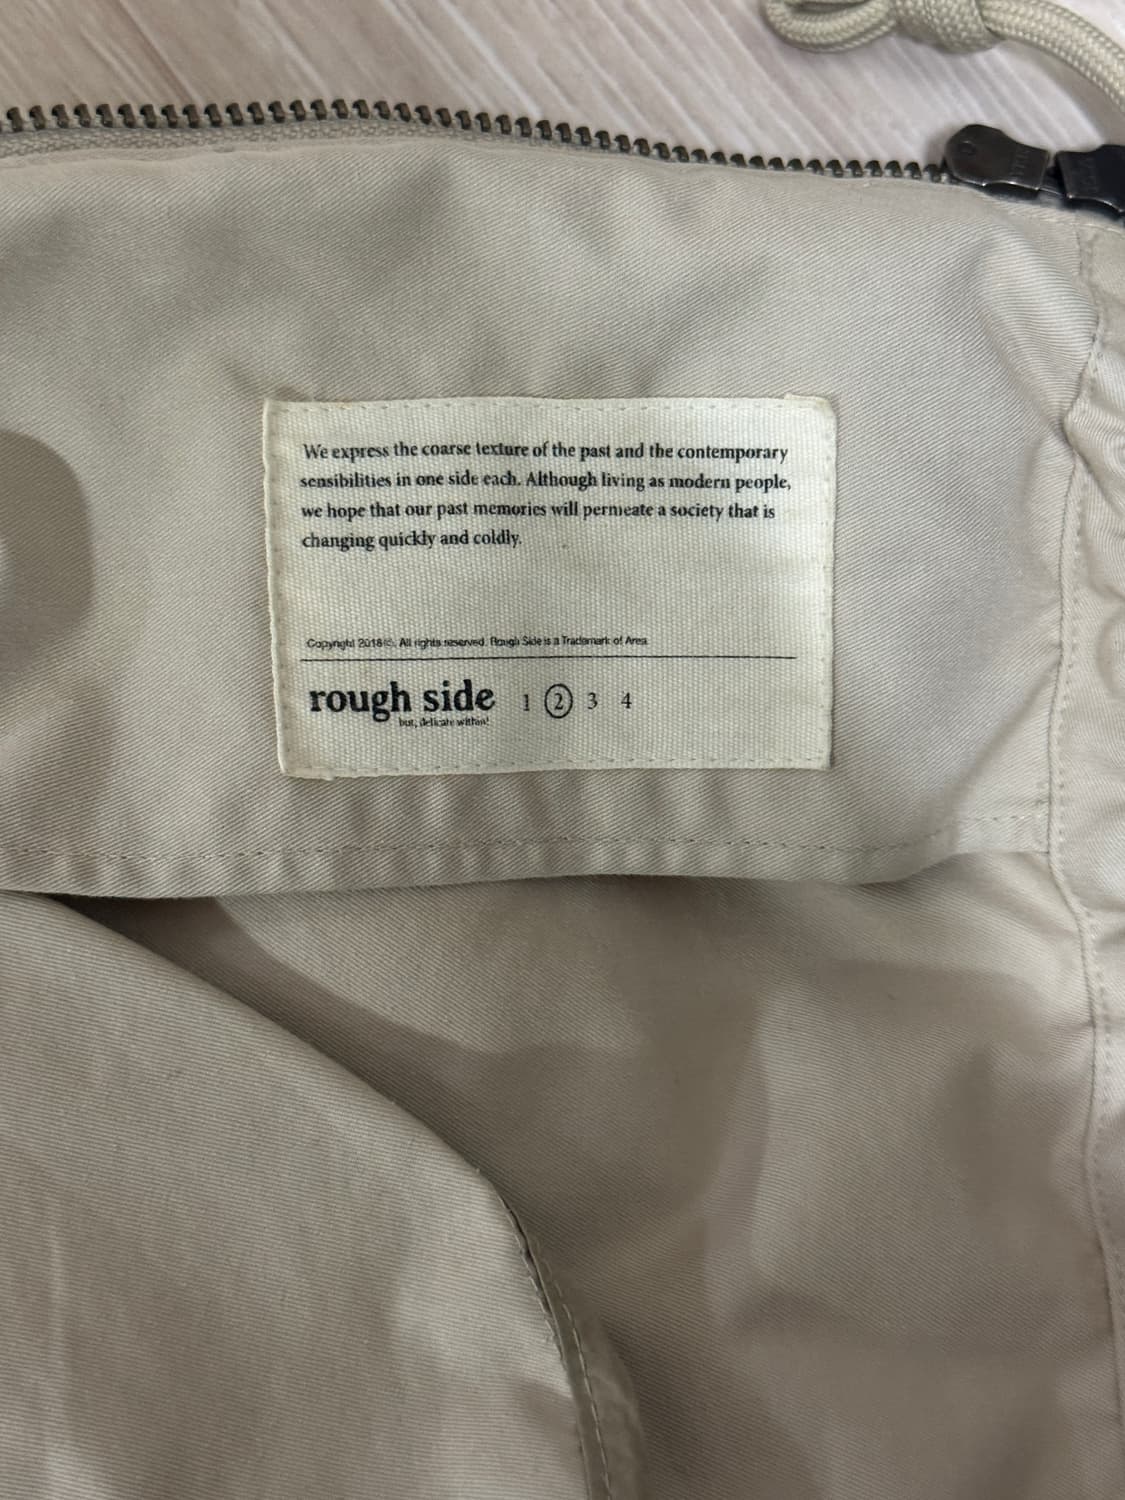 We express the coarse texture of the past and the contemporary
sensibilities in one side each. Although living as modern people,
we hope that our past memories will permeate a society that is
changing quickly and coldly.
Copyright 2018©. All rights reserved. Rough Side is a Trademark of Area
rough side 1 2 3 4
but, delicate within!